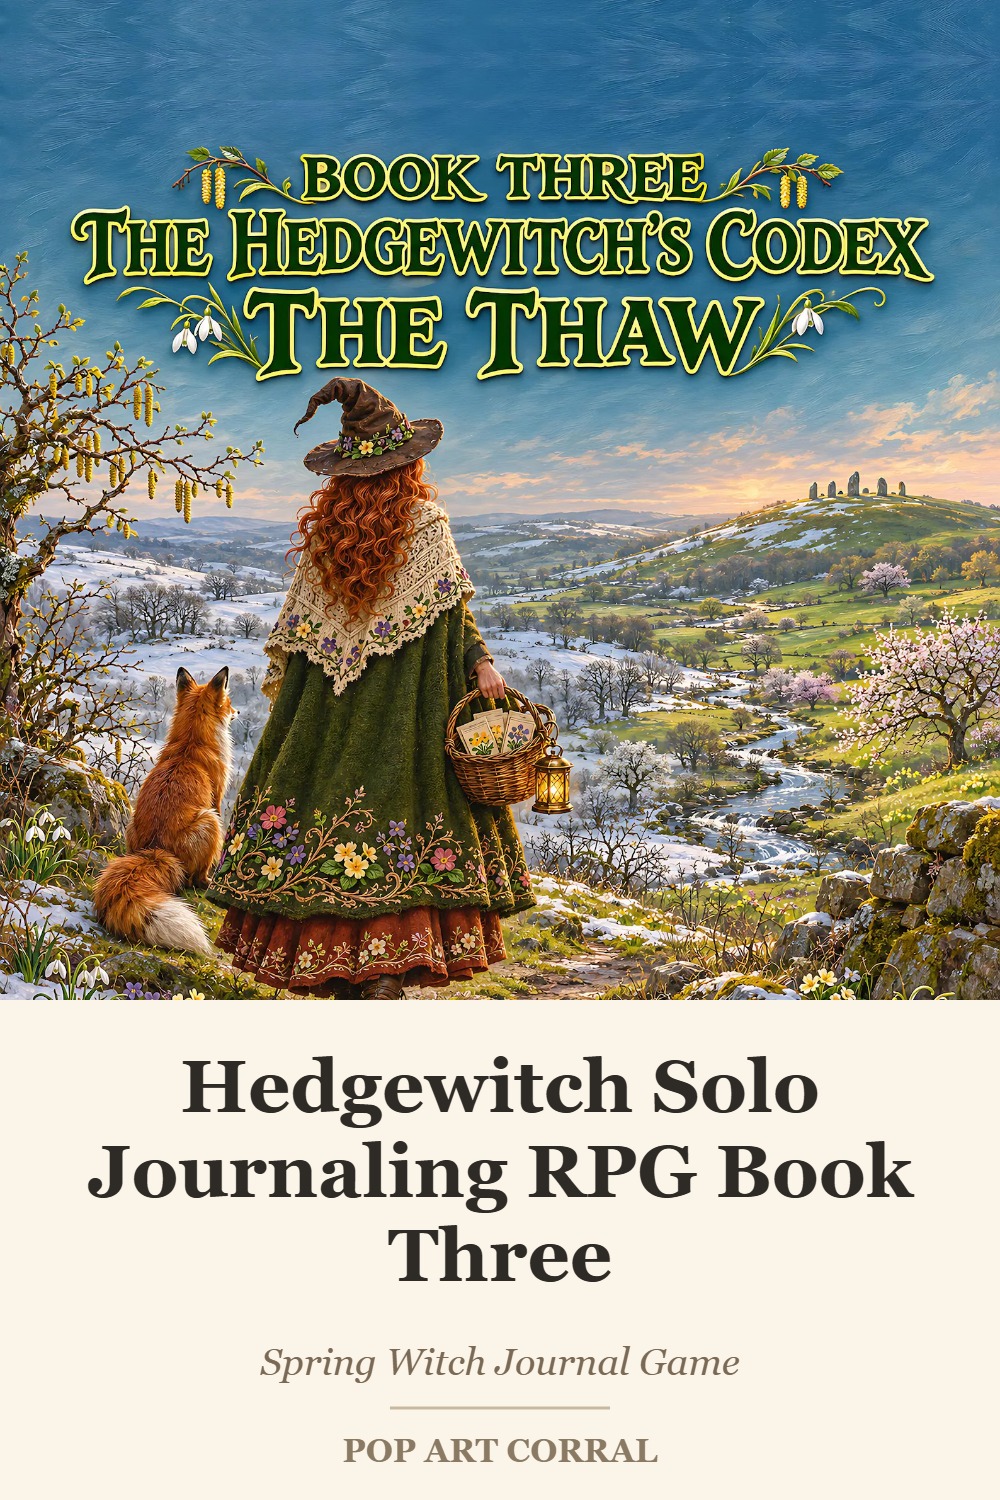 BOOK THREE
THE HEDGEWITCH'S CODEX
THE THAW
Hedgewitch Solo
Journaling RPG Book
Three
Spring Witch Journal Game
POP ART CORRAL